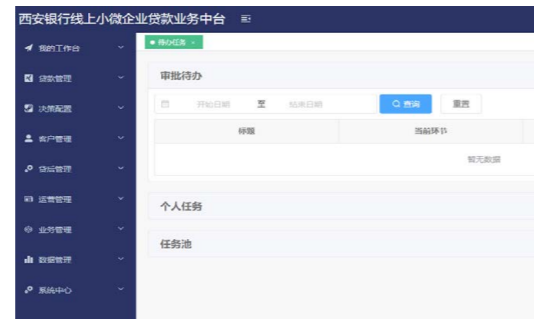 西安银行线上小微企业贷款业务中台
我的工作台
待办任务 ×
贷款管理
审批待办
决策配置
开始日期 至 结束日期 查询 重置
客户管理
标题 当前环节
贷后管理
暂无数据
运营管理
个人任务
业务管理
任务池
数据管理
系统中心